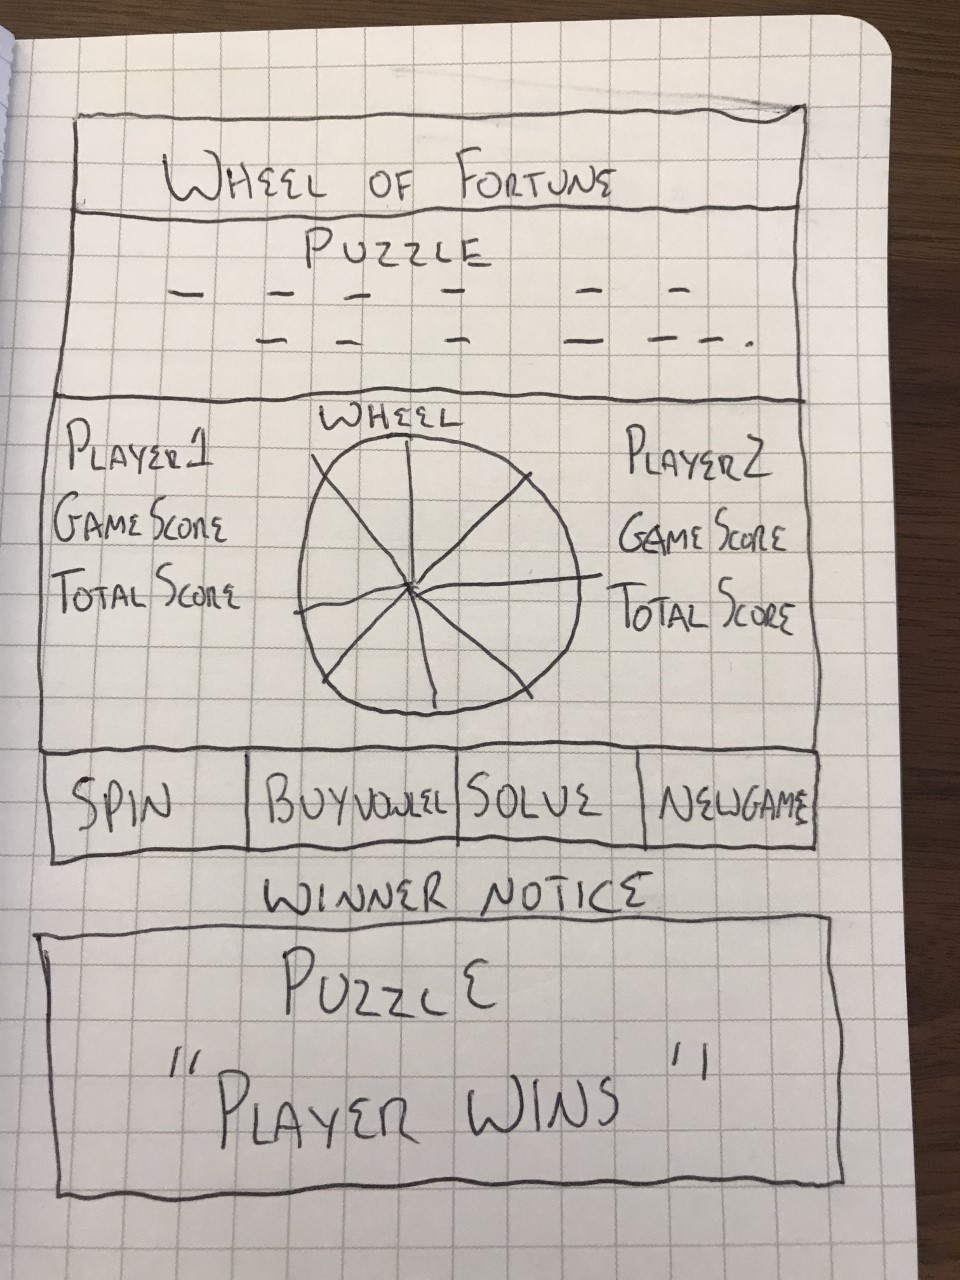 WHEEL OF FORTUNE
PUZZLE
_ _ _ _ _ _
_ _ _ _ _ _ .
WHEEL
PLAYER1
GAME SCORE
TOTAL SCORE
PLAYER2
GAME SCORE
TOTAL SCORE
SPIN BUYVOWLEL SOLVE NEWGAME
WINNER NOTICE
PUZZLE
"PLAYER WINS"